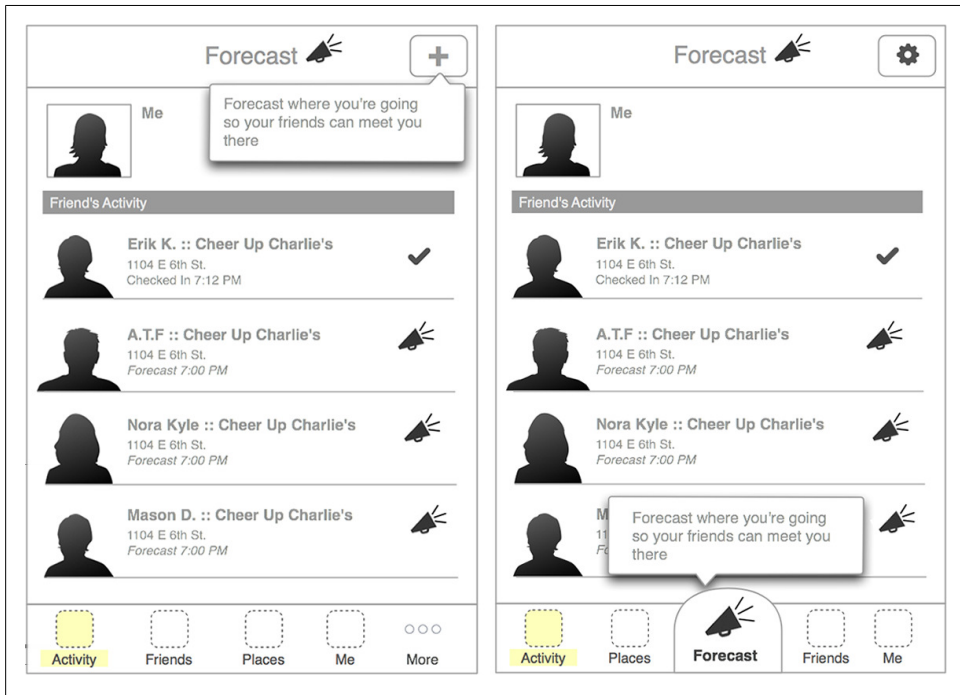 Forecast
Forecast where you're going
so your friends can meet you
there
Me
Friend's Activity
Erik K. :: Cheer Up Charlie's
1104 E 6th St.
Checked In 7:12 PM
A.T.F :: Cheer Up Charlie's
1104 E 6th St.
Forecast 7:00 PM
Nora Kyle :: Cheer Up Charlie's
1104 E 6th St.
Forecast 7:00 PM
Mason D. :: Cheer Up Charlie's
1104 E 6th St.
Forecast 7:00 PM
Activity Friends Places Me More
Forecast
Me
Friend's Activity
Erik K. :: Cheer Up Charlie's
1104 E 6th St.
Checked In 7:12 PM
A.T.F :: Cheer Up Charlie's
1104 E 6th St.
Forecast 7:00 PM
Nora Kyle :: Cheer Up Charlie's
1104 E 6th St.
Forecast 7:00 PM
Forecast where you're going
so your friends can meet you
there
Activity Places Forecast Friends Me